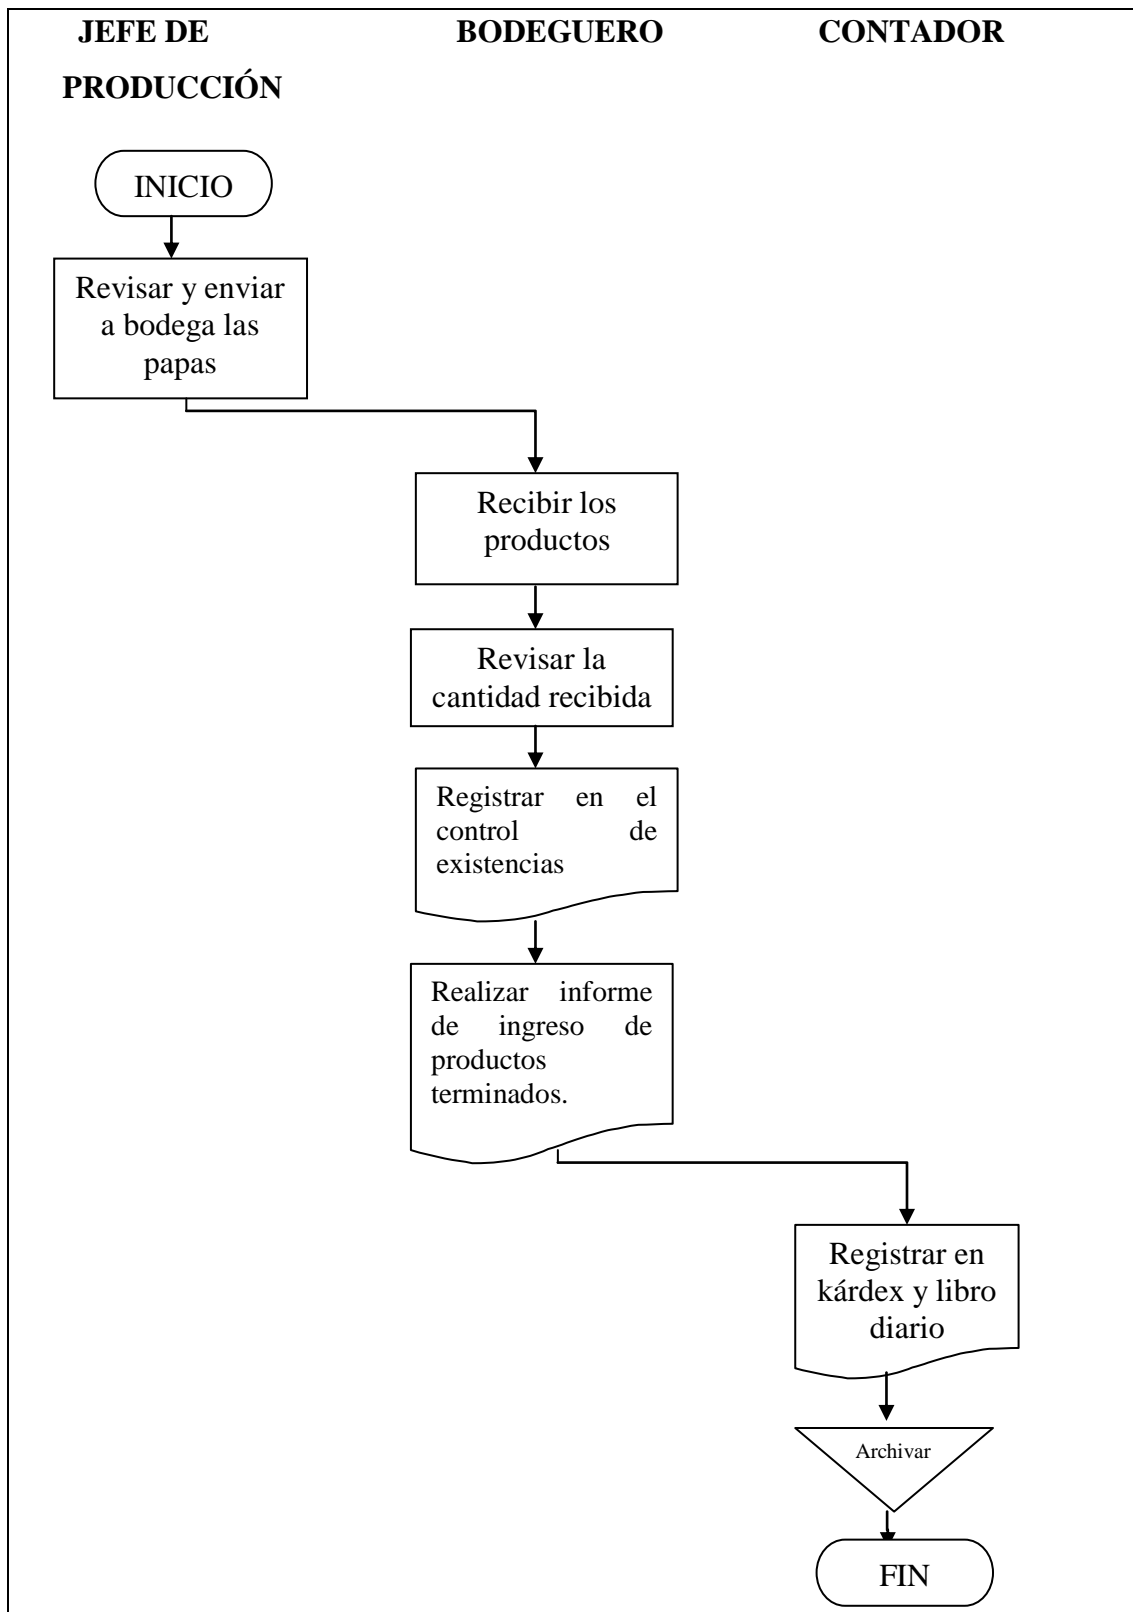 JEFE DE
PRODUCCIÓN
BODEGUERO
CONTADOR
INICIO
Revisar y enviar
a bodega las
papas
Recibir los
productos
Revisar la
cantidad recibida
Registrar en el
control de
existencias
Realizar informe
de ingreso de
productos
terminados.
Registrar en
kárdex y libro
diario
Archivar
FIN